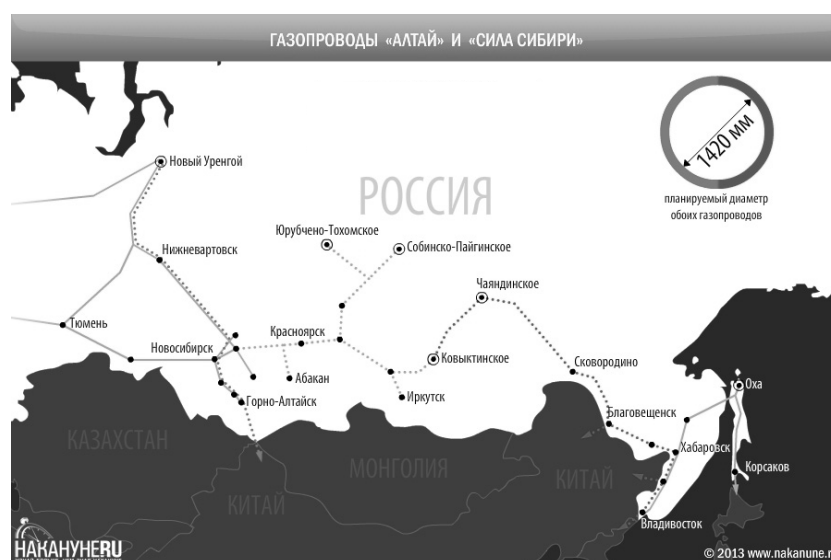 ГАЗОПРОВОДЫ «АЛТАЙ» И «СИЛА СИБИРИ»
1420 ММ
планируемый диаметр
обоих газопроводов
Новый Уренгой
РОССИЯ
Юрубчено-Тохомское
Собинско-Пайгинское
Нижневартовск
Чаяндинское
Тюмень
Красноярск
Новосибирск
Ковыктинское
Сковородино
Абакан
Иркутск
Оха
Горно-Алтайск
Благовещенск
КАЗАХСТАН
Хабаровск
МОНГОЛИЯ
Корсаков
КИТАЙ
КИТАЙ
Владивосток
НАКАНУНЕ.RU
© 2013 www.nakanune.r